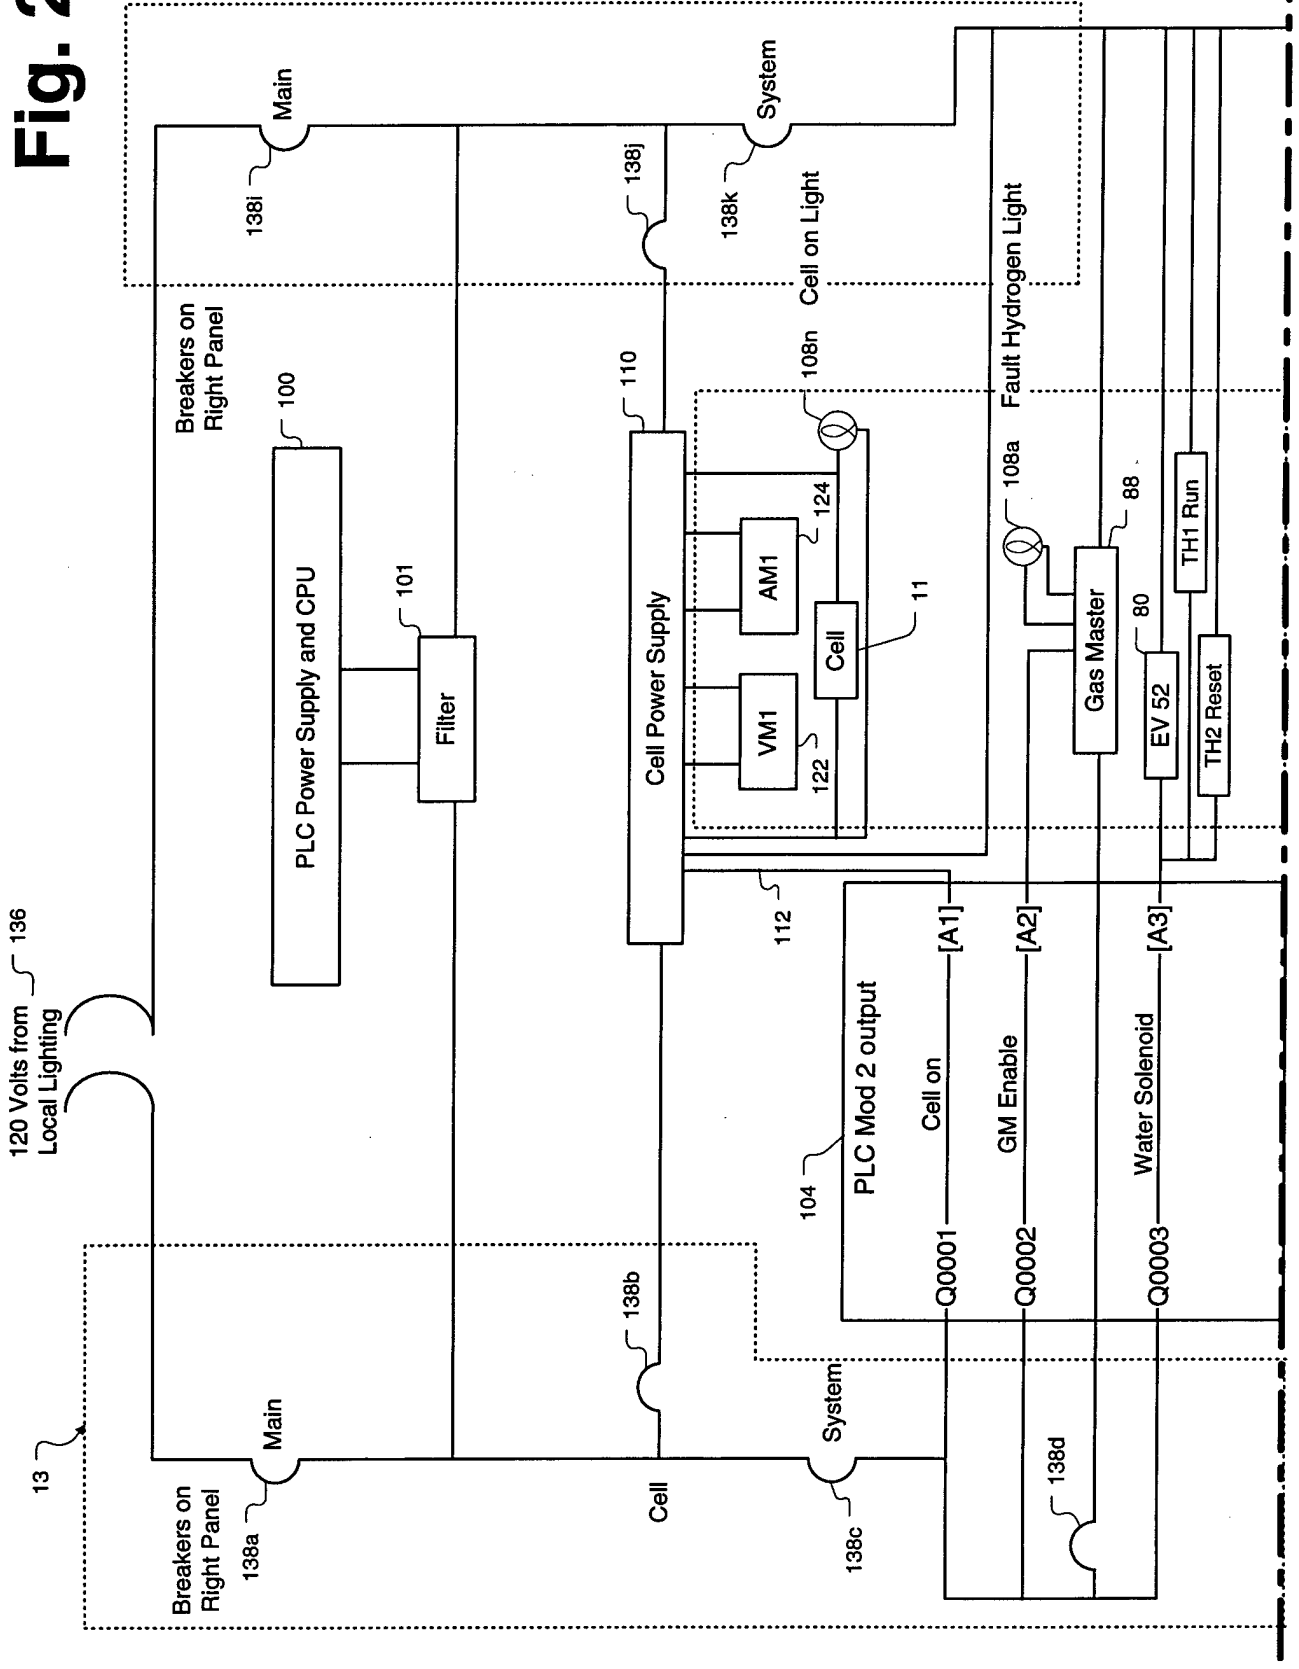 Fig. 2
120 Volts from
Local Lighting
136
13
Breakers on
Right Panel
Main
138a
Breakers on
Right Panel
Main
138i
PLC Power Supply and CPU
100
Filter
101
Cell
138b
Cell Power Supply
110
138j
System
138c
System
138k
VM1
122
AM1
124
Cell
11
108n
Cell on Light
112
104
PLC Mod 2 output
Q0001
Cell on
[A1]
Q0002
GM Enable
[A2]
108a
Fault Hydrogen Light
138d
Gas Master
88
Q0003
Water Solenoid
[A3]
EV 52
80
TH1 Run
TH2 Reset